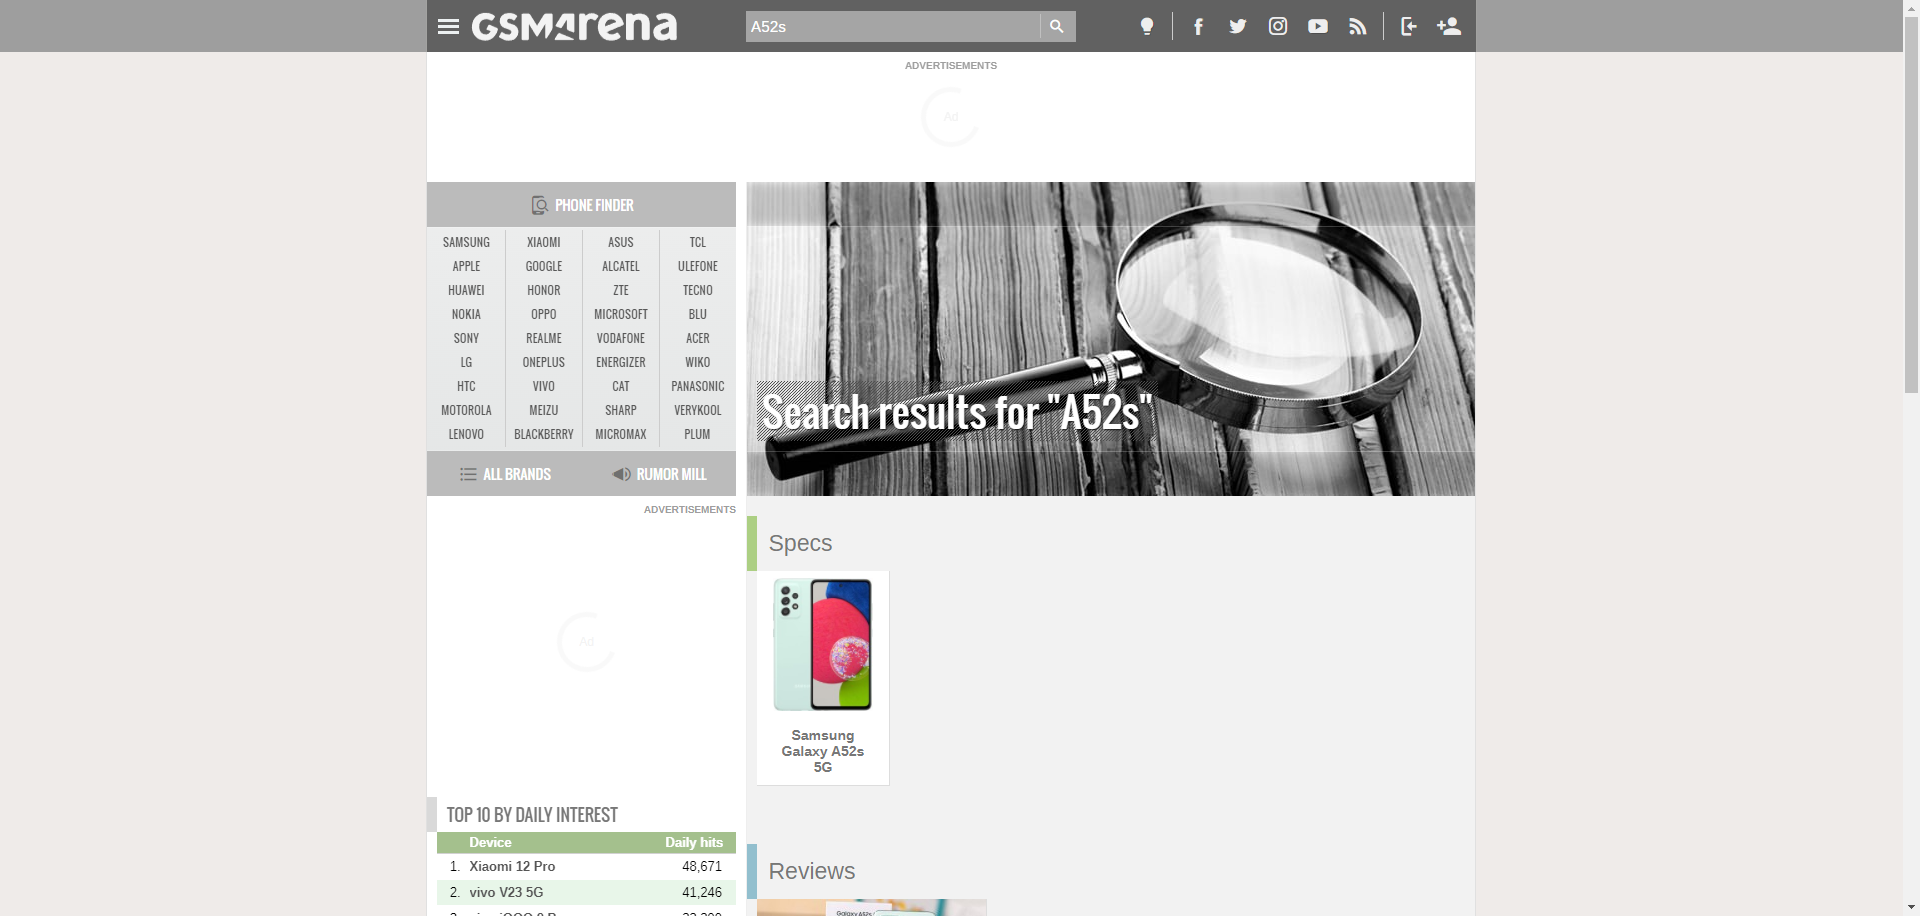 GSMArena
A52s
ADVERTISEMENTS
Ad
PHONE FINDER
SAMSUNG XIAOMI ASUS TCL
APPLE GOOGLE ALCATEL ULEFONE
HUAWEI HONOR ZTE TECNO
NOKIA OPPO MICROSOFT BLU
SONY REALME VODAFONE ACER
LG ONEPLUS ENERGIZER WIKO
HTC VIVO CAT PANASONIC
MOTOROLA MEIZU SHARP VERYKOOL
LENOVO BLACKBERRY MICROMAX PLUM
ALL BRANDS RUMOR MILL
Search results for "A52s"
ADVERTISEMENTS
Ad
Specs
Samsung
Galaxy A52s
5G
TOP 10 BY DAILY INTEREST
Device Daily hits
1. Xiaomi 12 Pro 48,671
2. vivo V23 5G 41,246
Reviews
Galaxy A52s